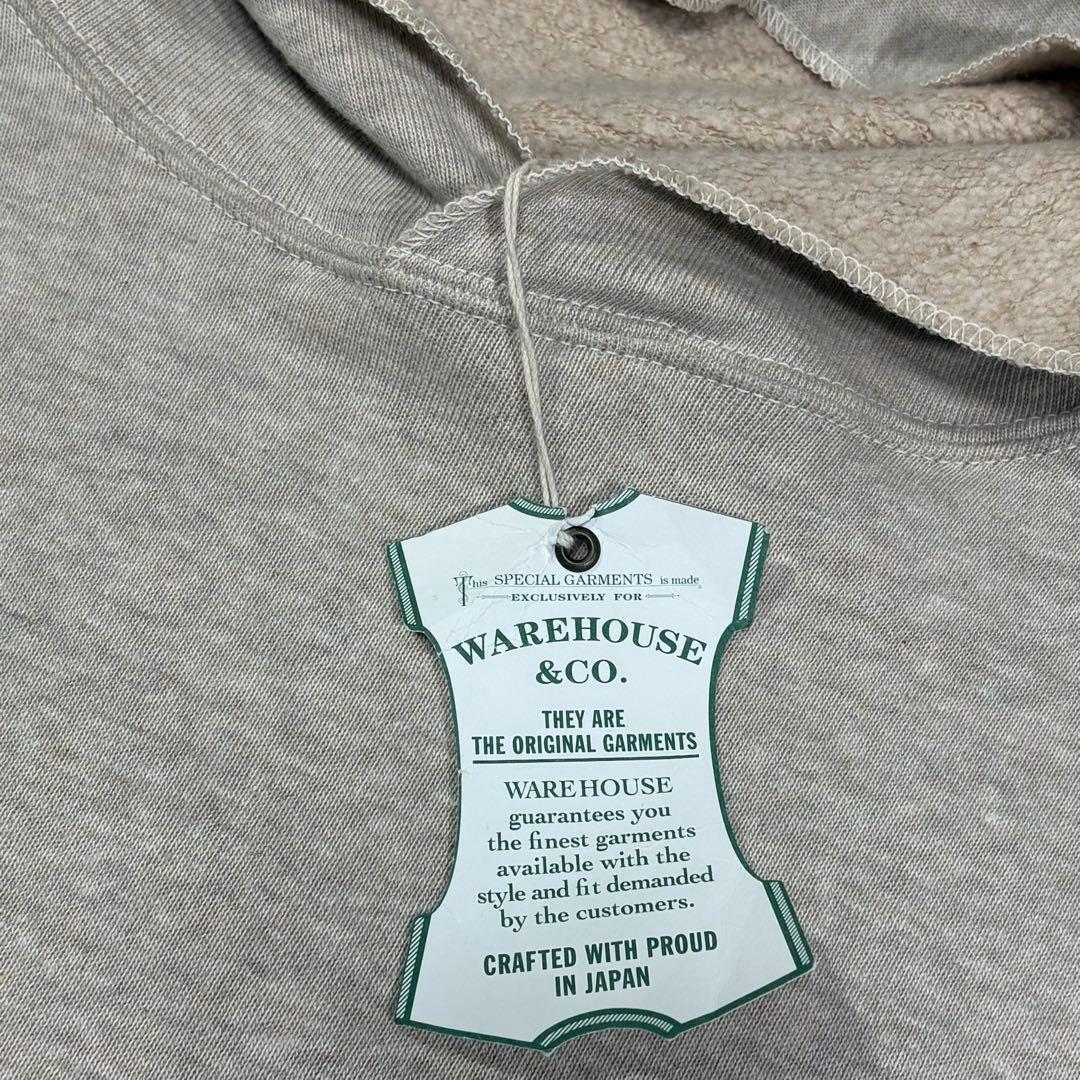 This SPECIAL GARMENTS is made
EXCLUSIVELY FOR
WAREHOUSE
&CO.
THEY ARE
THE ORIGINAL GARMENTS
WAREHOUSE
guarantees you
the finest garments
available with the
style and fit demanded
by the customers.
CRAFTED WITH PROUD
IN JAPAN